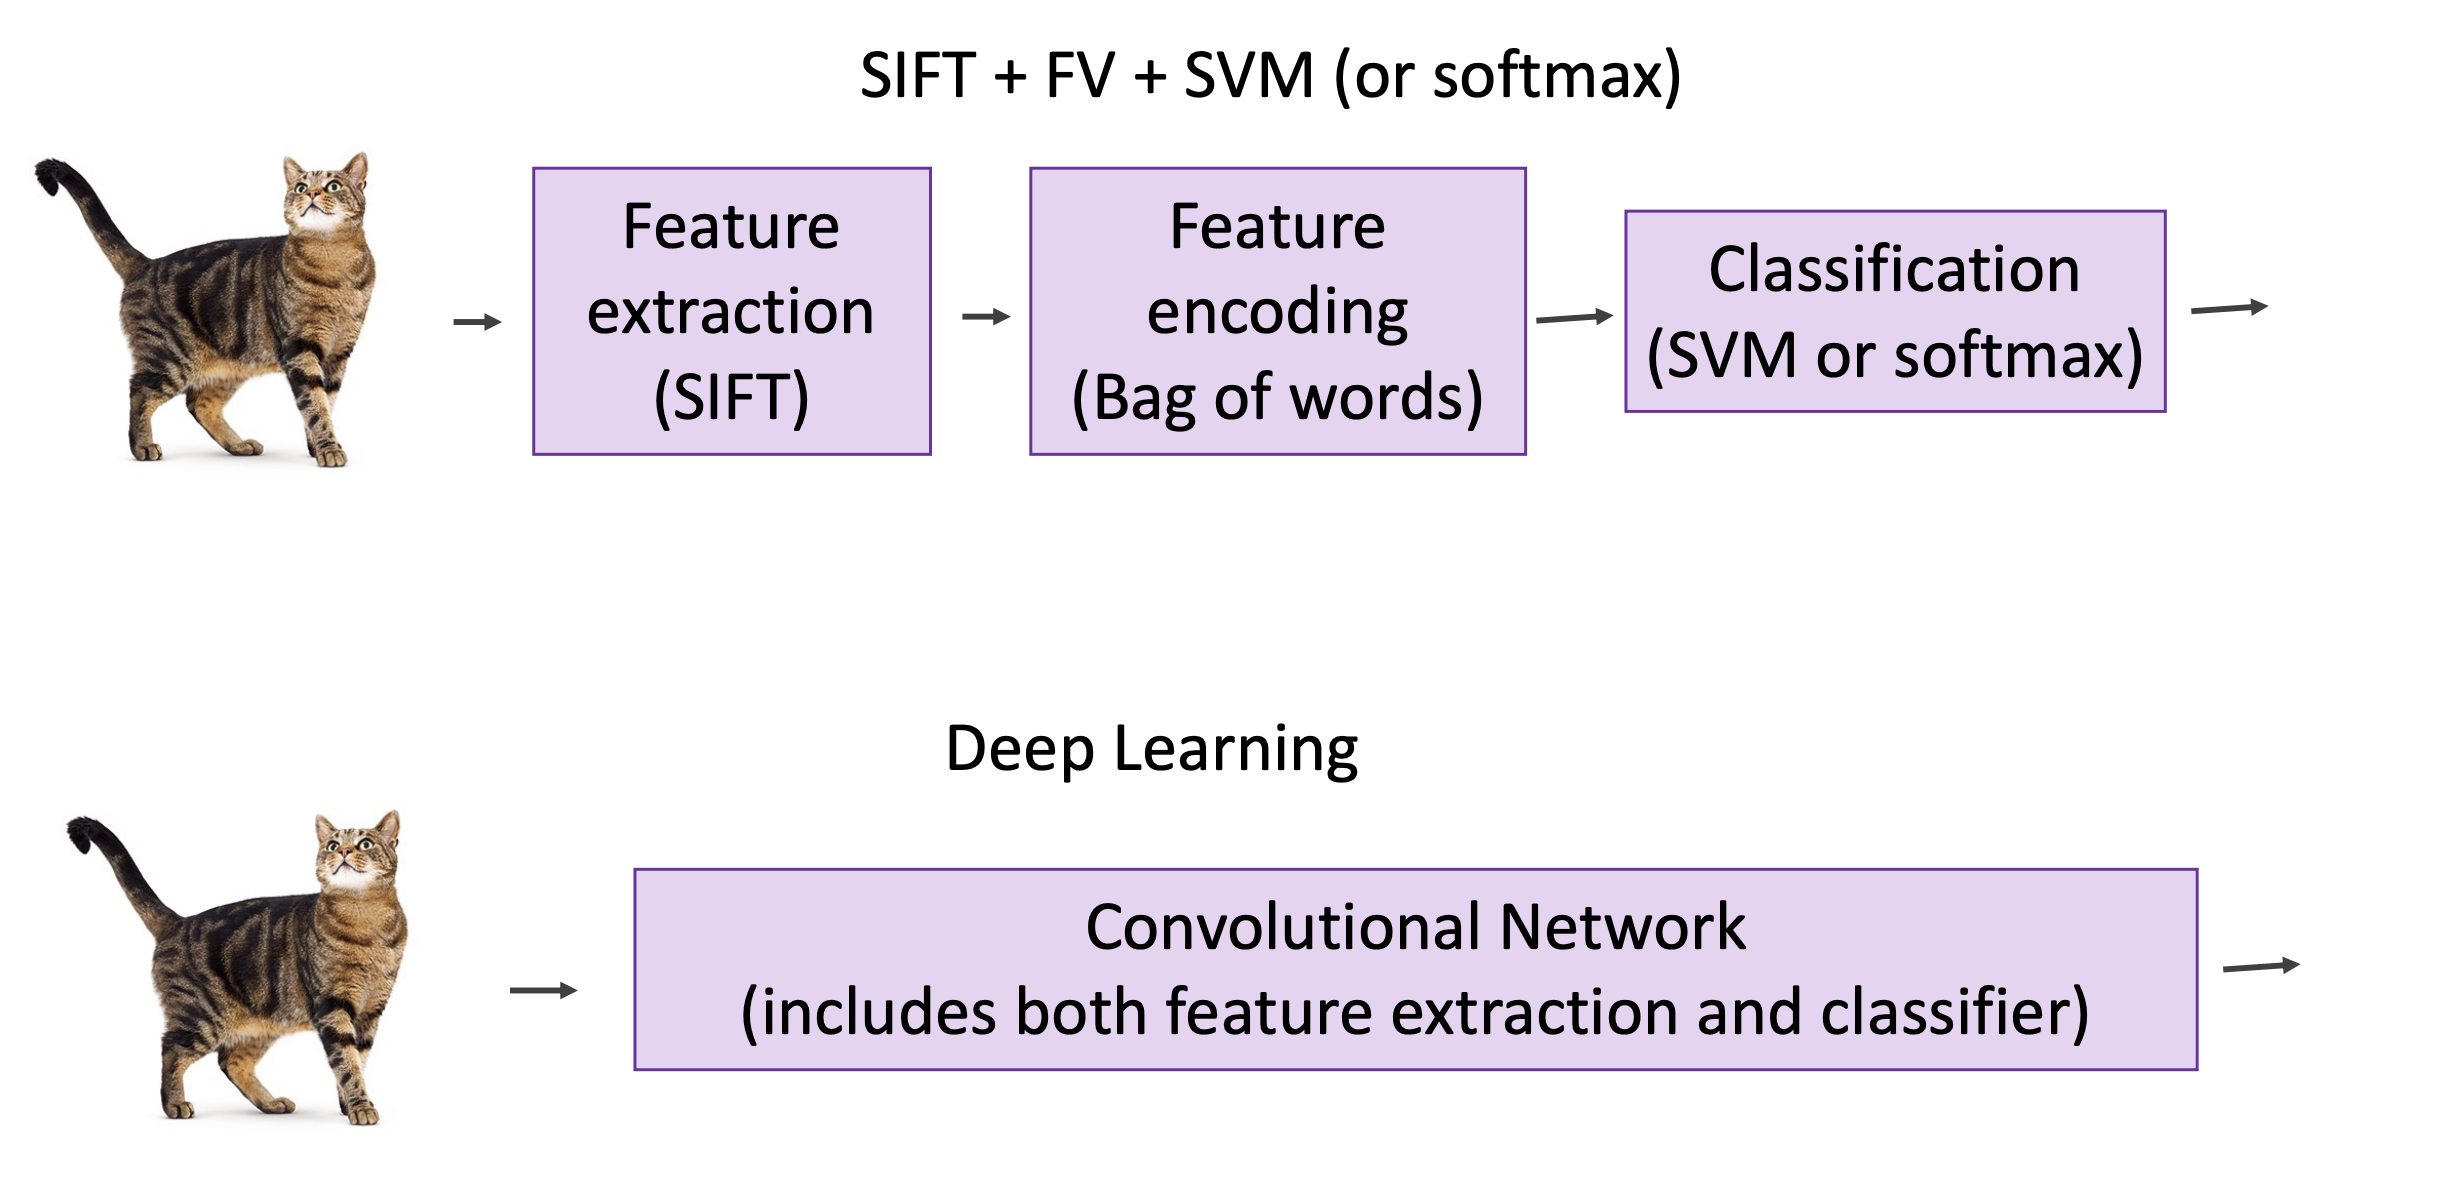 SIFT + FV + SVM (or softmax)
Feature
extraction
(SIFT)
Feature
encoding
(Bag of words)
Classification
(SVM or softmax)
Deep Learning
Convolutional Network
(includes both feature extraction and classifier)